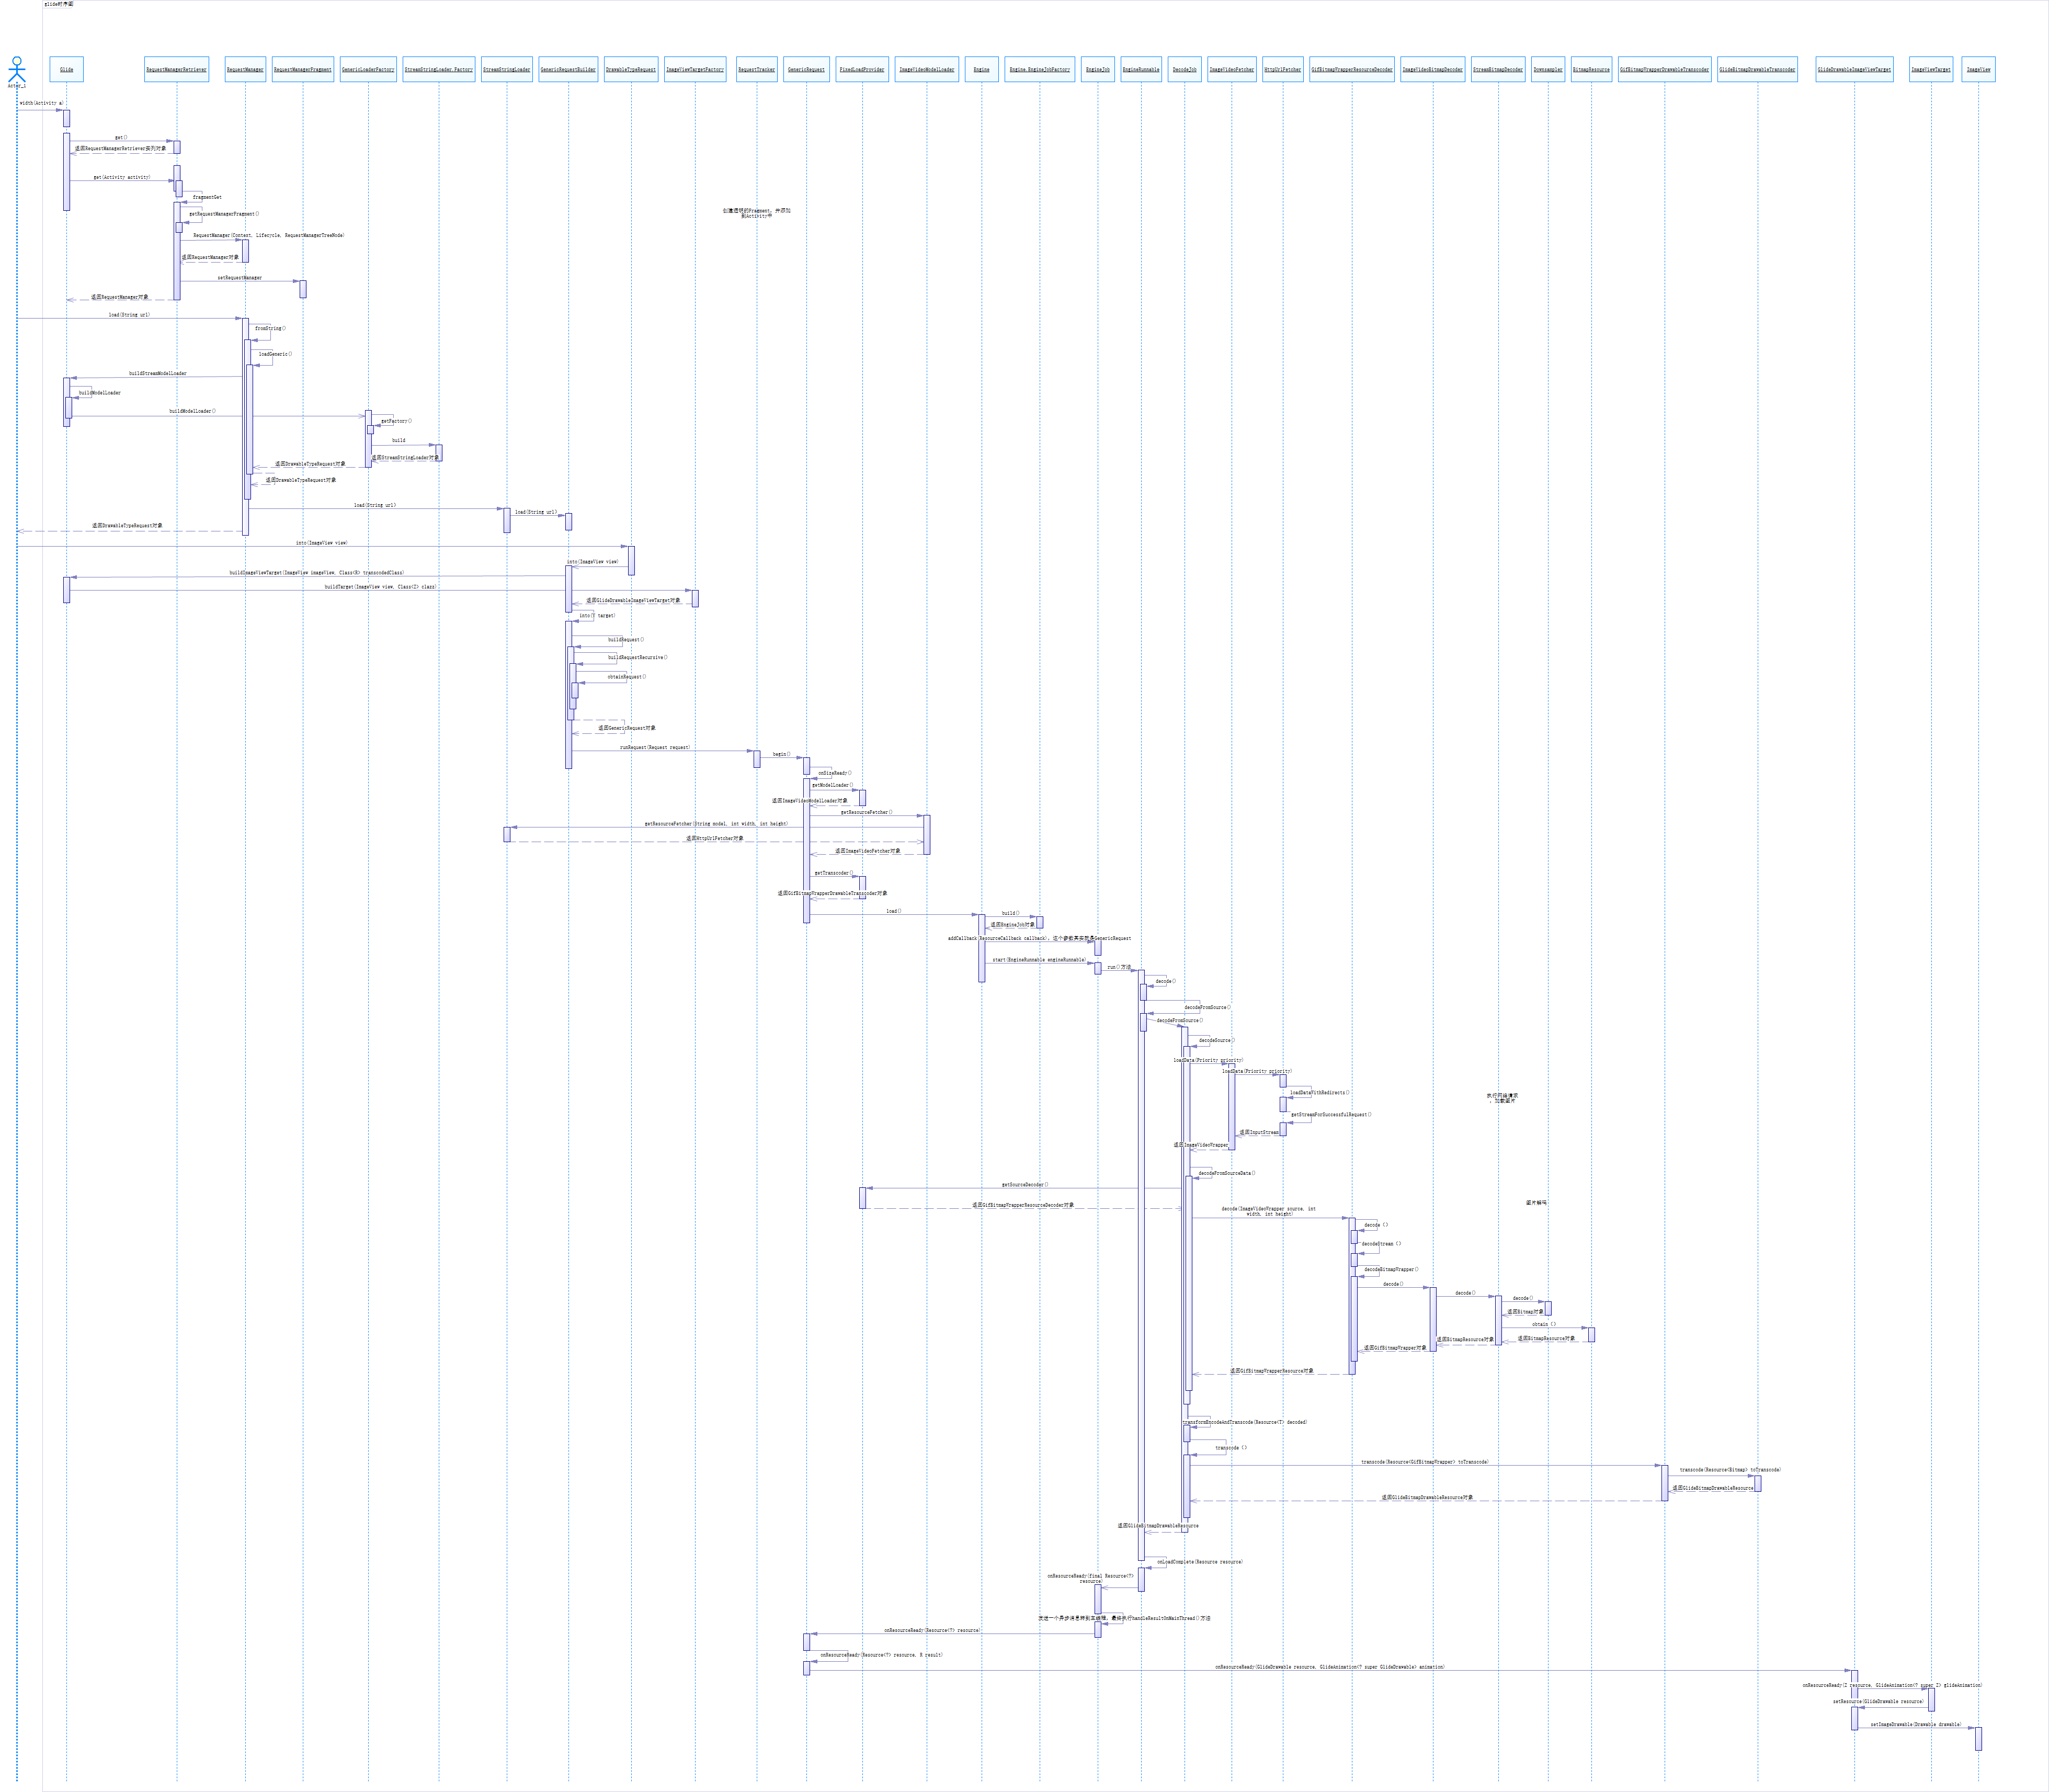 glide时序图
Actor_1
Glide
RequestManagerRetriever
RequestManager
RequestManagerFragment
GenericLoaderFactory
StreamStringLoader.Factory
StreamStringLoader
GenericRequestBuilder
DrawableTypeRequest
ImageViewTargetFactory
RequestTracker
GenericRequest
FixedLoadProvider
ImageVideoModelLoader
Engine
Engine.EngineJobFactory
EngineJob
EngineRunnable
DecodeJob
ImageVideoFetcher
HttpUrlFetcher
GifBitmapWrapperResourceDecoder
ImageVideoBitmapDecoder
StreamBitmapDecoder
Downsampler
BitmapResource
GifBitmapWrapperDrawableTranscoder
GlideBitmapDrawableTranscoder
GlideDrawableImageViewTarget
ImageViewTarget
ImageView
width(Activity a)
get()
返回RequestManagerRetriever实列对象
get(Activity activity)
fragmentGet
getRequestManagerFragment()
创建透明的Fragment，并添加
到Activity中
RequestManager(Context, Lifecycle, RequestManagerTreeNode)
返回RequestManager对象
setRequestManager
返回RequestManager对象
load(String url)
fromString()
loadGeneric()
buildStreamModelLoader
buildModelLoader
buildModelLoader()
getFactory()
build
返回StreamStringLoader对象
返回DrawableTypeRequest对象
返回DrawableTypeRequest对象
load(String url)
load(String url)
返回DrawableTypeRequest对象
into(ImageView view)
into(ImageView view)
buildImageViewTarget(ImageView imageView, Class<R> transcodedClass)
buildTarget(ImageView view, Class<Z> class)
返回GlideDrawableImageViewTarget对象
into(Y target)
buildRequest()
buildRequestRecursive()
obtainRequest()
返回GenericRequest对象
runRequest(Request request)
begin()
onSizeReady()
getModelLoader()
返回ImageVideoModelLoader对象
getResourceFetcher()
getResourceFetcher(String model, int width, int height)
返回HttpUrlFetcher对象
返回ImageVideoFetcher对象
getTranscoder()
返回GifBitmapWrapperDrawableTranscoder对象
load()
build()
返回EngineJob对象
addCallback(ResourceCallback callback)，这个参数其实就是GenericRequest
start(EngineRunnable engineRunnable)
run()方法
decode()
decodeFromSource()
decodeFromSource()
decodeSource()
loadData(Priority priority)
loadData(Priority priority)
loadDataWithRedirects()
执行网络请求
，加载图片
getStreamForSuccessfulRequest()
返回InputStream
返回ImageVideoWrapper
decodeFromSourceData()
getSourceDecoder()
返回GifBitmapWrapperResourceDecoder对象
图片解码
decode(ImageVideoWrapper source, int
width, int height)
decode ()
decodeStream ()
decodeBitmapWrapper()
decode()
decode()
decode()
返回Bitmap对象
obtain ()
返回BitmapResource对象
返回BitmapResource对象
返回GifBitmapWrapper对象
返回GifBitmapWrapperResource对象
transformEncodeAndTranscode(Resource<T> decoded)
transcode ()
transcode(Resource<GifBitmapWrapper> toTranscode)
transcode(Resource<Bitmap> toTranscode)
返回GlideBitmapDrawableResource
返回GlideBitmapDrawableResource对象
返回GlideBitmapDrawableResource
onLoadComplete(Resource resource)
onResourceReady(final Resource<?>
resource)
发送一个异步消息转到主线程，最终执行handleResultOnMainThread()方法
onResourceReady(Resource<?> resource)
onResourceReady(Resource<?> resource, R result)
onResourceReady(GlideDrawable resource, GlideAnimation<? super GlideDrawable> animation)
onResourceReady(Z resource, GlideAnimation<? super Z> glideAnimation)
setResource(GlideDrawable resource)
setImageDrawable(Drawable drawable)